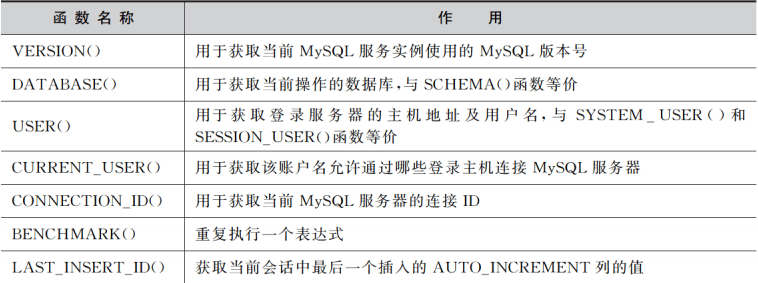 函数名称 作用
VERSION() 用于获取当前 MySQL 服务实例使用的 MySQL 版本号
DATABASE() 用于获取当前操作的数据库,与 SCHEMA()函数等价
USER() 用于获取登录服务器的主机地址及用户名,与 SYSTEM_USER()和
SESSION_USER()函数等价
CURRENT_USER() 用于获取该账户名允许通过哪些登录主机连接 MySQL 服务器
CONNECTION_ID() 用于获取当前 MySQL 服务器的连接 ID
BENCHMARK() 重复执行一个表达式
LAST_INSERT_ID() 获取当前会话中最后一个插入的 AUTO_INCREMENT 列的值